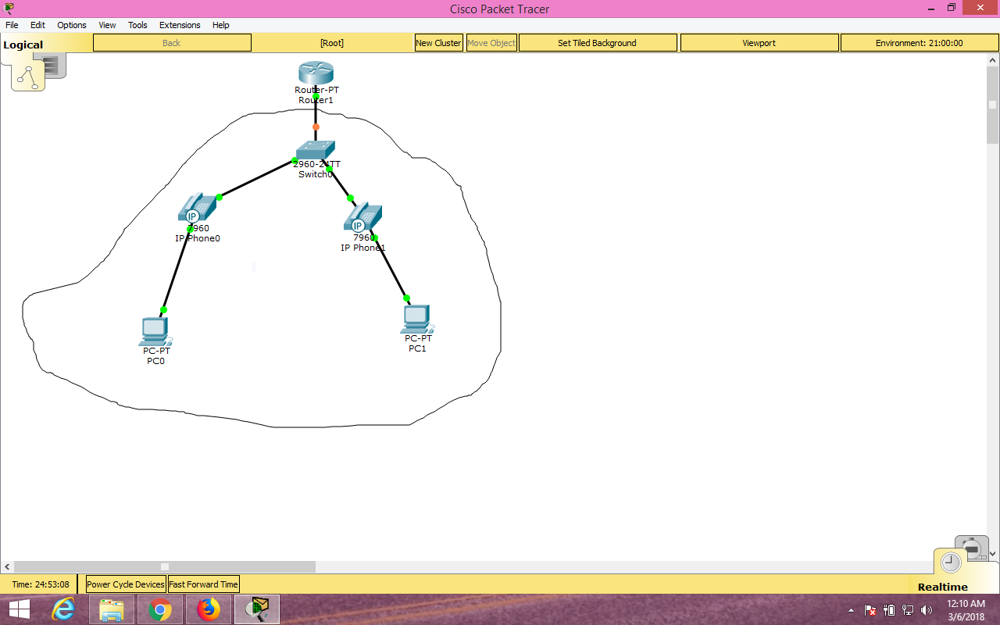 Cisco Packet Tracer
File Edit Options View Tools Extensions Help
Logical Back [Root] New Cluster Move Object Set Tiled Background Viewport Environment: 21:00:00
Router-PT
Router1
2960-24TT
Switch0
IP
7960
IP Phone0
IP
7960
IP Phone1
PC-PT
PC0
PC-PT
PC1
Time: 24:53:08 Power Cycle Devices Fast Forward Time Realtime
12:10 AM
3/6/2018